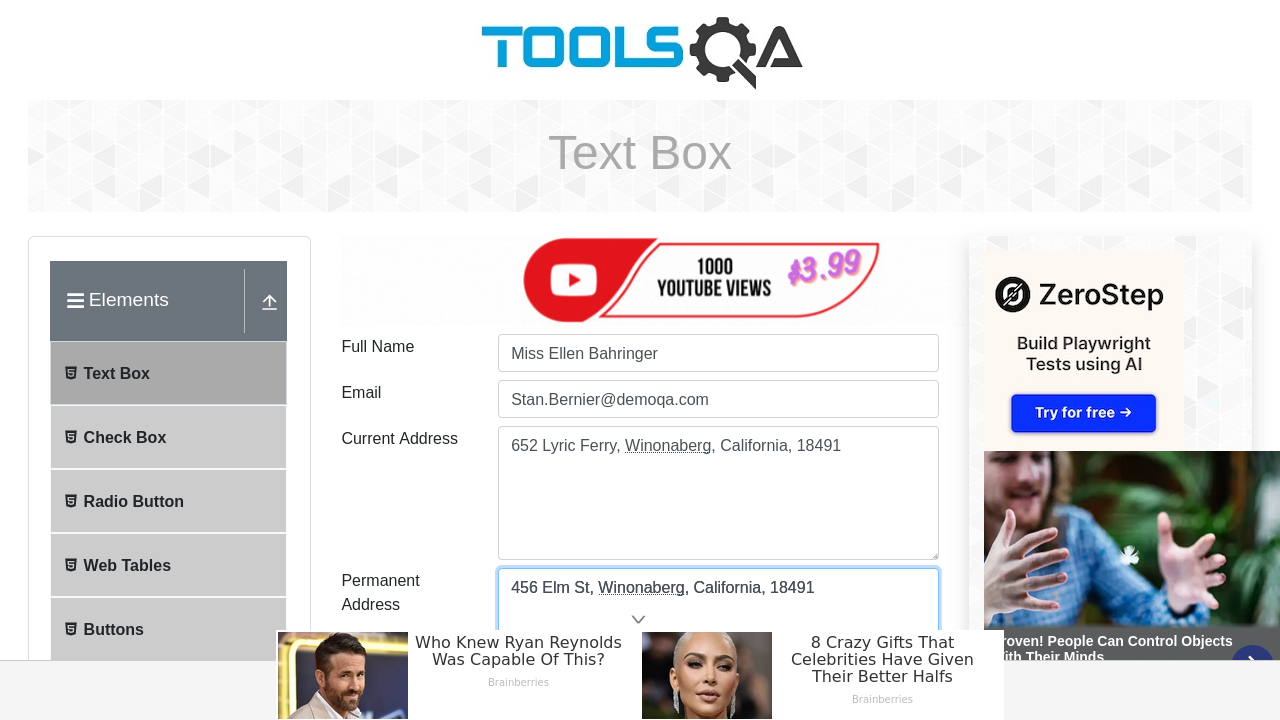 TOOLSQA
Text Box
Elements
Text Box
Check Box
Radio Button
Web Tables
Buttons
1000
YOUTUBE VIEWS
$3.99
Full Name
Miss Ellen Bahringer
Email
Stan.Bernier@demoqa.com
Current Address
652 Lyric Ferry, Winonaberg, California, 18491
Permanent
Address
456 Elm St, Winonaberg, California, 18491
ZeroStep
Build Playwright
Tests using AI
Try for free →
People Can Control Objects
Their Minds
Who Knew Ryan Reynolds
Was Capable Of This?
Brainberries
8 Crazy Gifts That
Celebrities Have Given
Their Better Halfs
Brainberries